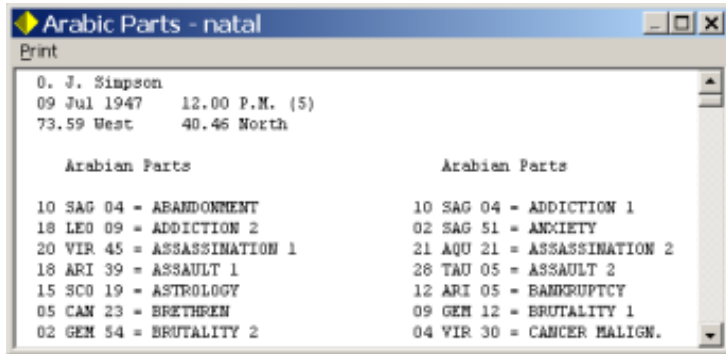 Arabic Parts - natal
Print
O. J. Simpson
09 Jul 1947 12.00 P.M. (5)
73.59 West 40.46 North
Arabian Parts Arabian Parts
10 SAG 04 = ABANDONMENT 10 SAG 04 = ADDICTION 1
18 LEO 09 = ADDICTION 2 02 SAG 51 = ANXIETY
20 VIR 45 = ASSASSINATION 1 21 AQU 21 = ASSASSINATION 2
18 ARI 39 = ASSAULT 1 28 TAU 05 = ASSAULT 2
15 SCO 19 = ASTROLOGY 12 ARI 05 = BANKRUPTCY
05 CAN 23 = BRETHREN 09 GEM 12 = BRUTALITY 1
02 GEM 54 = BRUTALITY 2 04 VIR 30 = CANCER MALIGN.